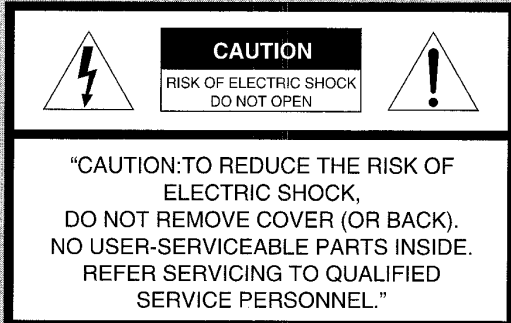 CAUTION
RISK OF ELECTRIC SHOCK
DO NOT OPEN
“CAUTION:TO REDUCE THE RISK OF
ELECTRIC SHOCK,
DO NOT REMOVE COVER (OR BACK).
NO USER-SERVICEABLE PARTS INSIDE.
REFER SERVICING TO QUALIFIED
SERVICE PERSONNEL.”